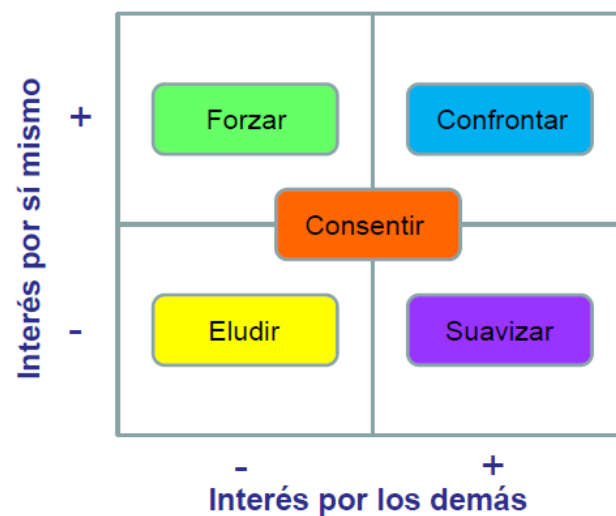 Interés por sí mismo
+
Forzar
Confrontar
Consentir
-
Eludir
Suavizar
-
+
Interés por los demás